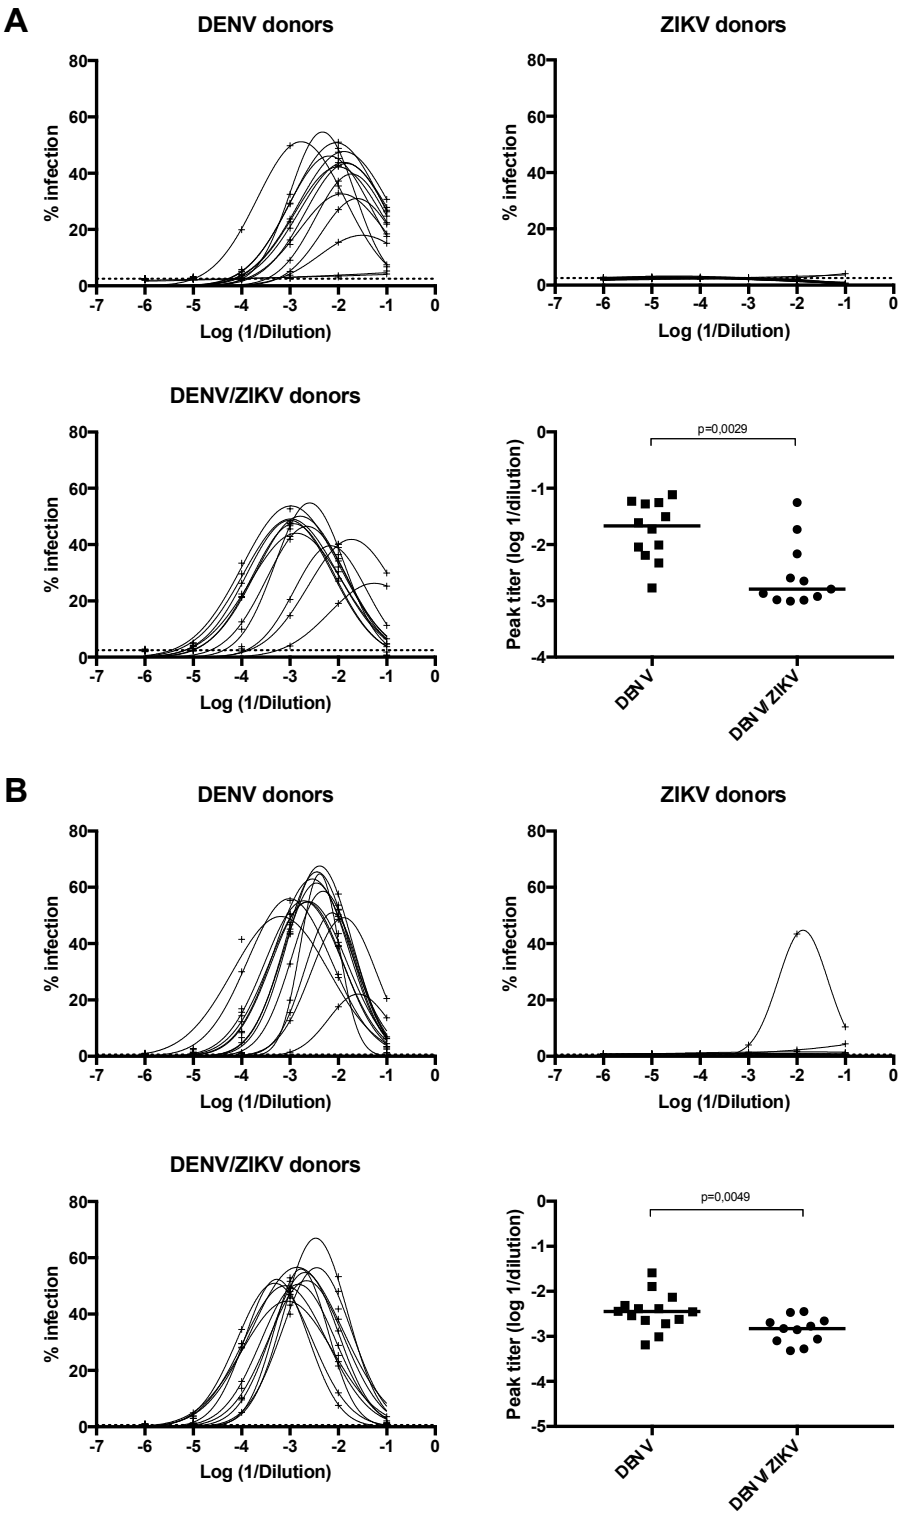 A
DENV donors
% infection
80
60
40
20
0
-7 -6 -5 -4 -3 -2 -1 0
Log (1/Dilution)
ZIKV donors
% infection
80
60
40
20
0
-7 -6 -5 -4 -3 -2 -1 0
Log (1/Dilution)
DENV/ZIKV donors
% infection
80
60
40
20
0
-7 -6 -5 -4 -3 -2 -1 0
Log (1/Dilution)
p=0,0029
Peak titer (log 1/dilution)
0
-1
-2
-3
-4
DENV
DENV/ZIKV
B
DENV donors
% infection
80
60
40
20
0
-7 -6 -5 -4 -3 -2 -1 0
Log (1/Dilution)
ZIKV donors
% infection
80
60
40
20
0
-7 -6 -5 -4 -3 -2 -1 0
Log (1/Dilution)
DENV/ZIKV donors
% infection
80
60
40
20
0
-7 -6 -5 -4 -3 -2 -1 0
Log (1/Dilution)
p=0,0049
Peak titer (log 1/dilution)
0
-1
-2
-3
-4
-5
DENV
DENV/ZIKV